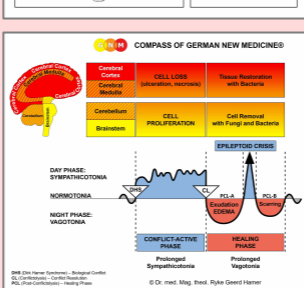 GNM COMPASS OF GERMAN NEW MEDICINE®
Cerebral Cortex
Cerebral Medulla
Cerebellum
Brainstem
Cerebral
Cortex
CELL LOSS
(ulceration, necrosis)
Tissue Restoration
with Bacteria
Cerebral
Medulla
Cerebellum
Brainstem
CELL
PROLIFERATION
Cell Removal
with Fungi and Bacteria
EPILEPTOID CRISIS
DAY PHASE:
SYMPATHICOTONIA
DHS
CL
PCL-A
PCL-B
NORMOTONIA
Exudation
EDEMA
Scarring
NIGHT PHASE:
VAGOTONIA
CONFLICT-ACTIVE
PHASE
HEALING
PHASE
Prolonged
Sympathicotonia
Prolonged
Vagotonia
DHS (Dirk Hamer Syndrome) – Biological Conflict
CL (Conflictolysis) – Conflict Resolution
PCL (Post-Conflictolysis) – Healing Phase
© Dr. med. Mag. theol. Ryke Geerd Hamer